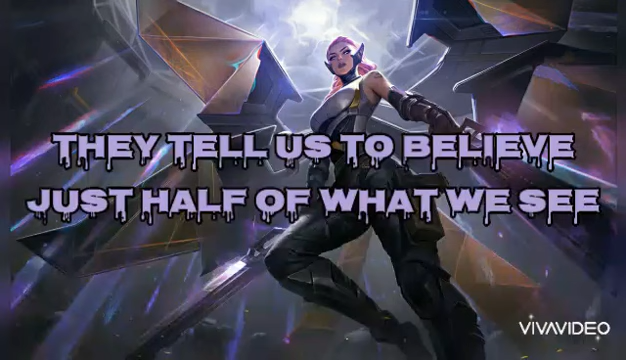 THEY TELL US TO BELIEVE
JUST HALF OF WHAT WE SEE
VIVAVIDEO